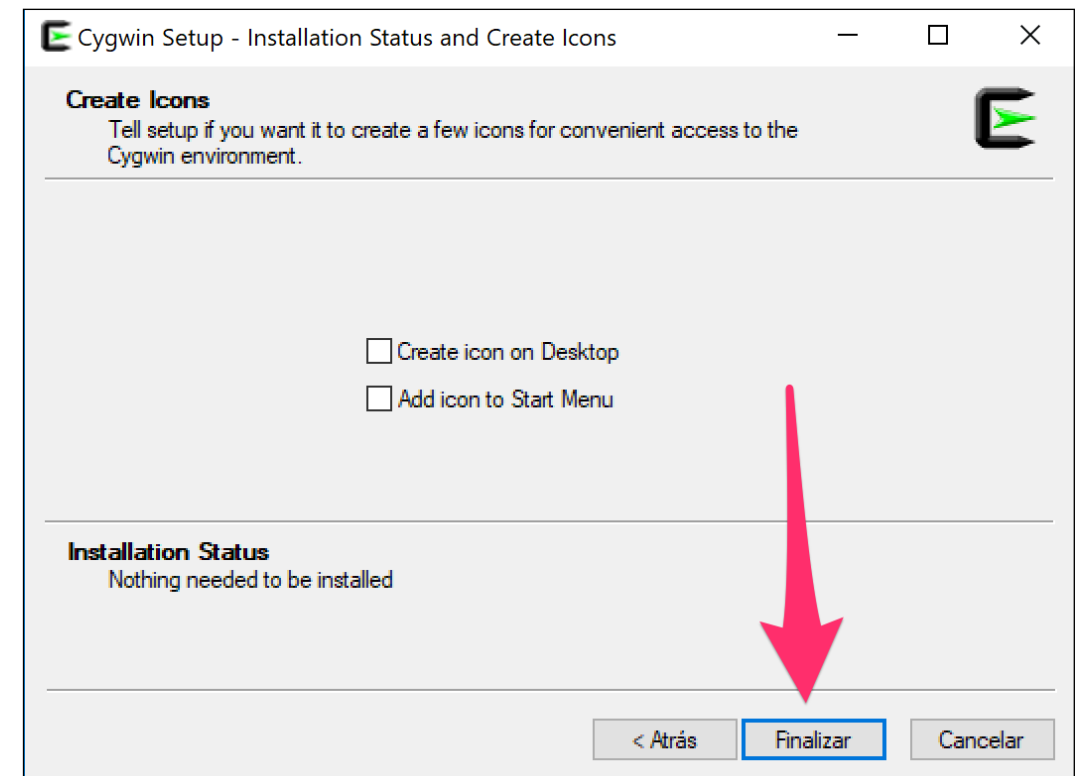 Cygwin Setup - Installation Status and Create Icons
Create Icons
Tell setup if you want it to create a few icons for convenient access to the
Cygwin environment.
Create icon on Desktop
Add icon to Start Menu
Installation Status
Nothing needed to be installed
< Atrás
Finalizar
Cancelar